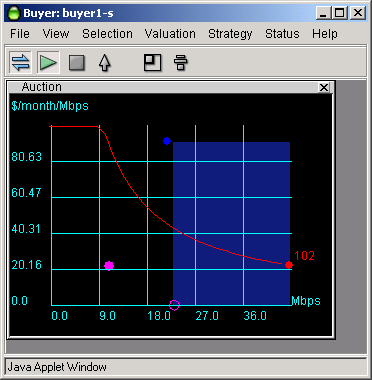 Buyer: buyer1-s
File View Selection Valuation Strategy Status Help
Auction
$/month/Mbps
80.63
60.47
40.31
20.16
0.0
102
Mbps
0.0 9.0 18.0 27.0 36.0
Java Applet Window